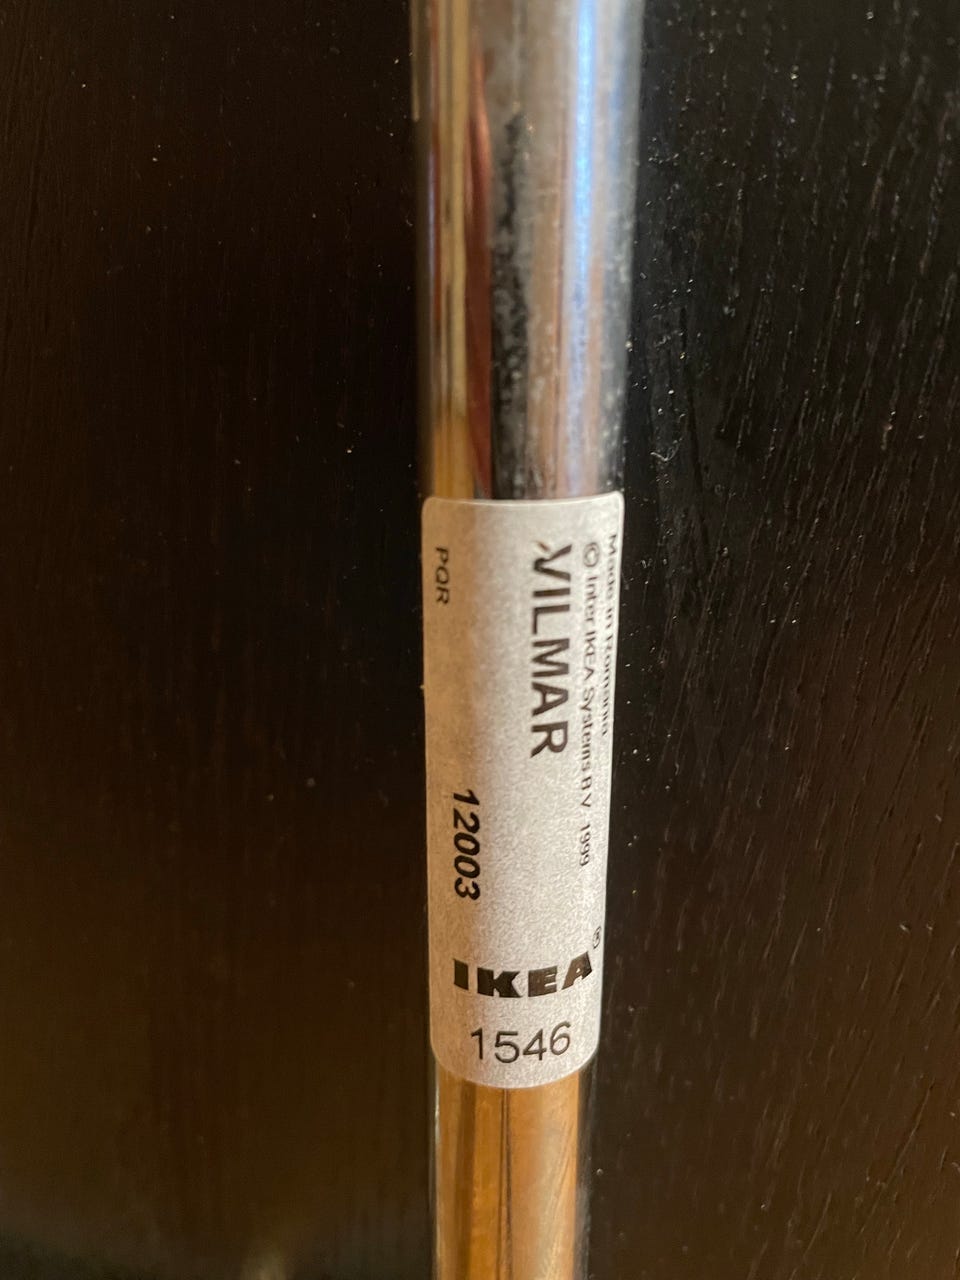 Made in Romania
© Inter IKEA Systems B.V. 1999
VILMAR
12003
PQR
IKEA®
1546